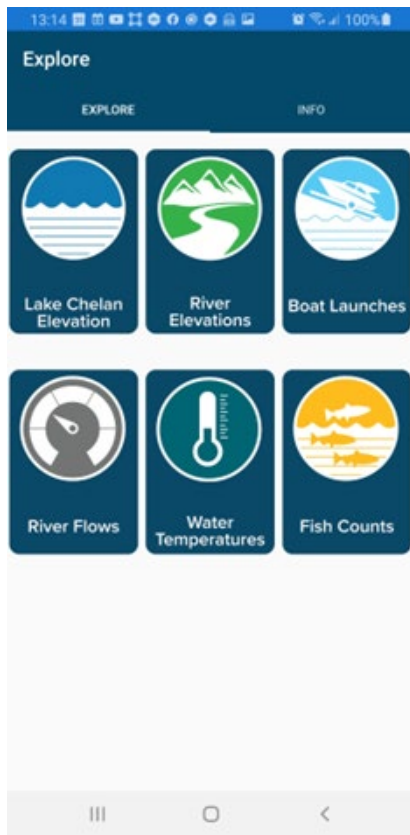 13:14 100%
Explore
EXPLORE INFO
Lake Chelan
Elevation
River
Elevations
Boat Launches
River Flows
Water
Temperatures
Fish Counts